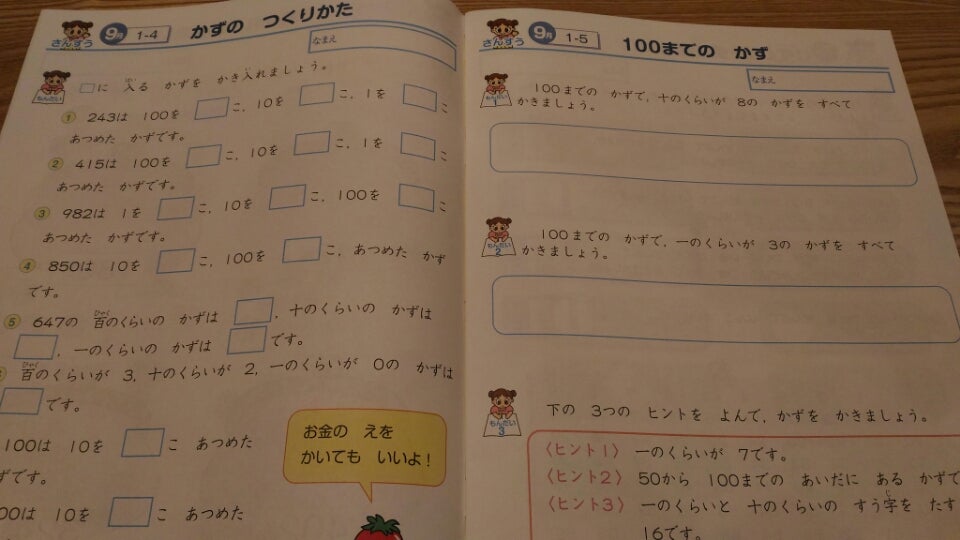 さんすう 9月 1-4 かずの つくりかた
なまえ
もんだい □に 入る かずを かき入れましょう。
① 243は 100を □ こ, 10を □ こ, 1を □ こ
あつめた かずです。
② 415は 100を □ こ, 10を □ こ, 1を □ こ
あつめた かずです。
③ 982は 1を □ こ, 10を □ こ, 100を □ こ
あつめた かずです。
④ 850は 10を □ こ, 100を □ こ, あつめた かず
です。
⑤ 647の 百のくらいの かずは □, 十のくらいの かずは
□, 一のくらいの かずは □ です。
百のくらいが 3, 十のくらいが 2, 一のくらいが 0の かずは
□ です。
100は 10を □ こ あつめた
ずです。
00は 10を □ こ あつめた
お金の えを
かいても いいよ!
さんすう 9月 1-5 100までの かず
なまえ
もんだい1 100までの かずで, 十のくらいが 8の かずを すべて
かきましょう。
もんだい2 100までの かずで, 一のくらいが 3の かずを すべて
かきましょう。
もんだい3 下の 3つの ヒントを よんで, かずを かきましょう。
〈ヒント1〉 一のくらいが 7です。
〈ヒント2〉 50から 100までの あいだに ある かずで
〈ヒント3〉 一のくらいと 十のくらいの すう字を たす
16です。